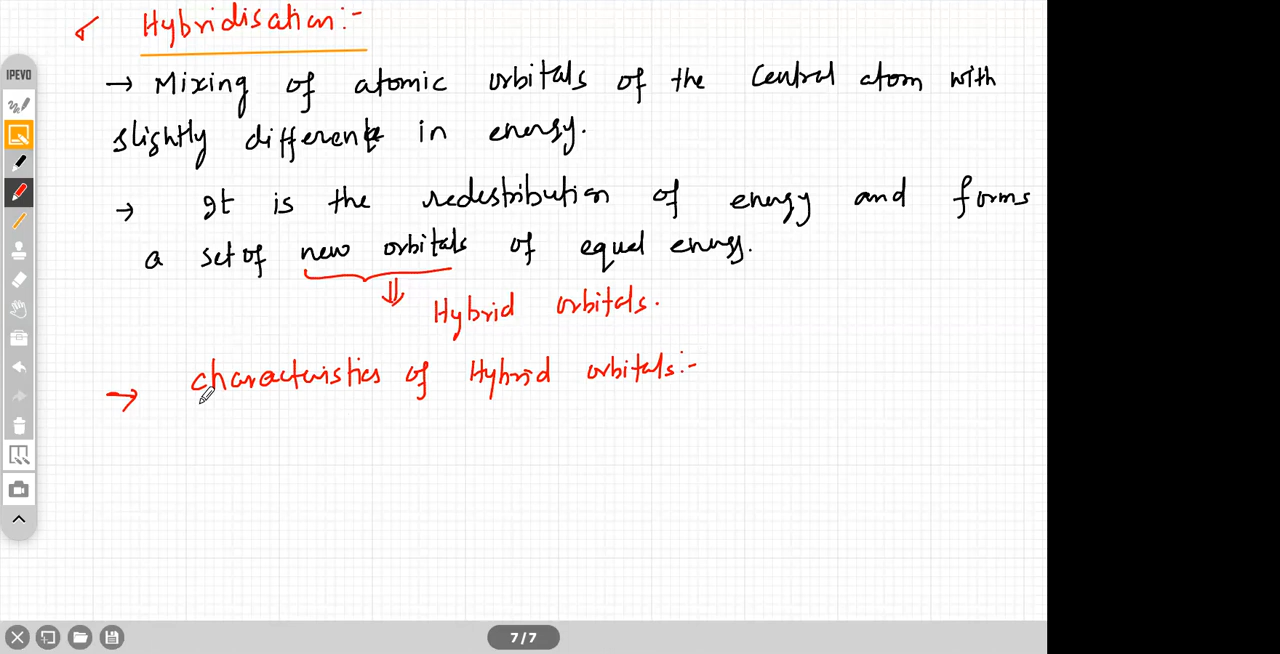 Hybridisation:-
→ Mixing of atomic orbitals of the central atom with
slightly different in energy.
→ It is the redestribution of energy and forms
a set of new orbitals of equal energy.
⇓ Hybrid orbitals.
→ characteristics of Hybrid orbitals:-
IPEVO
7/7